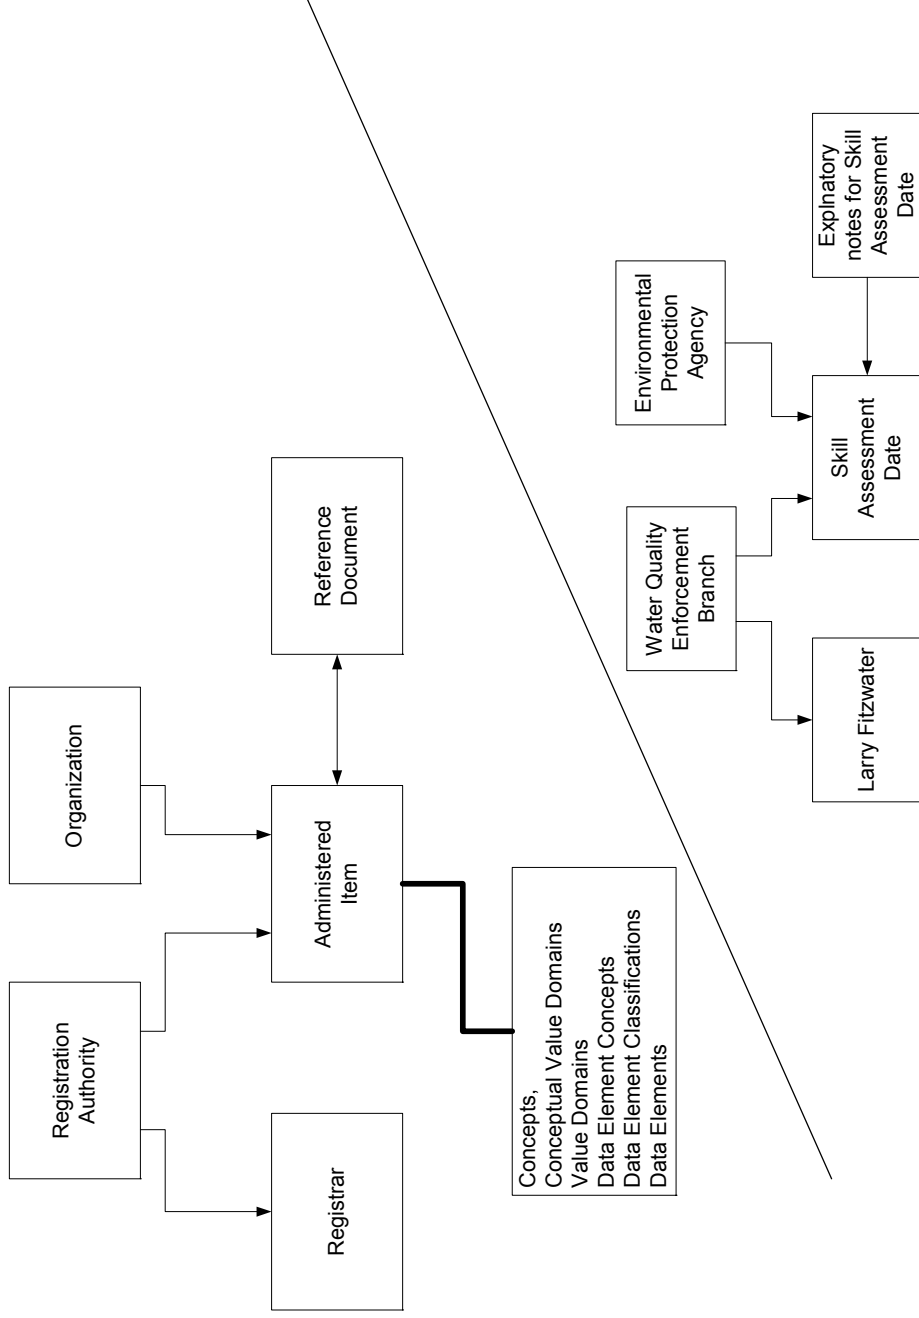 Registration
Authority
Organization
Registrar
Administered
Item
Reference
Document
Concepts,
Conceptual Value Domains
Value Domains
Data Element Concepts
Data Element Classifications
Data Elements
Water Quality
Enforcement
Branch
Environmental
Protection
Agency
Larry Fitzwater
Skill
Assessment
Date
Explnatory
notes for Skill
Assessment
Date